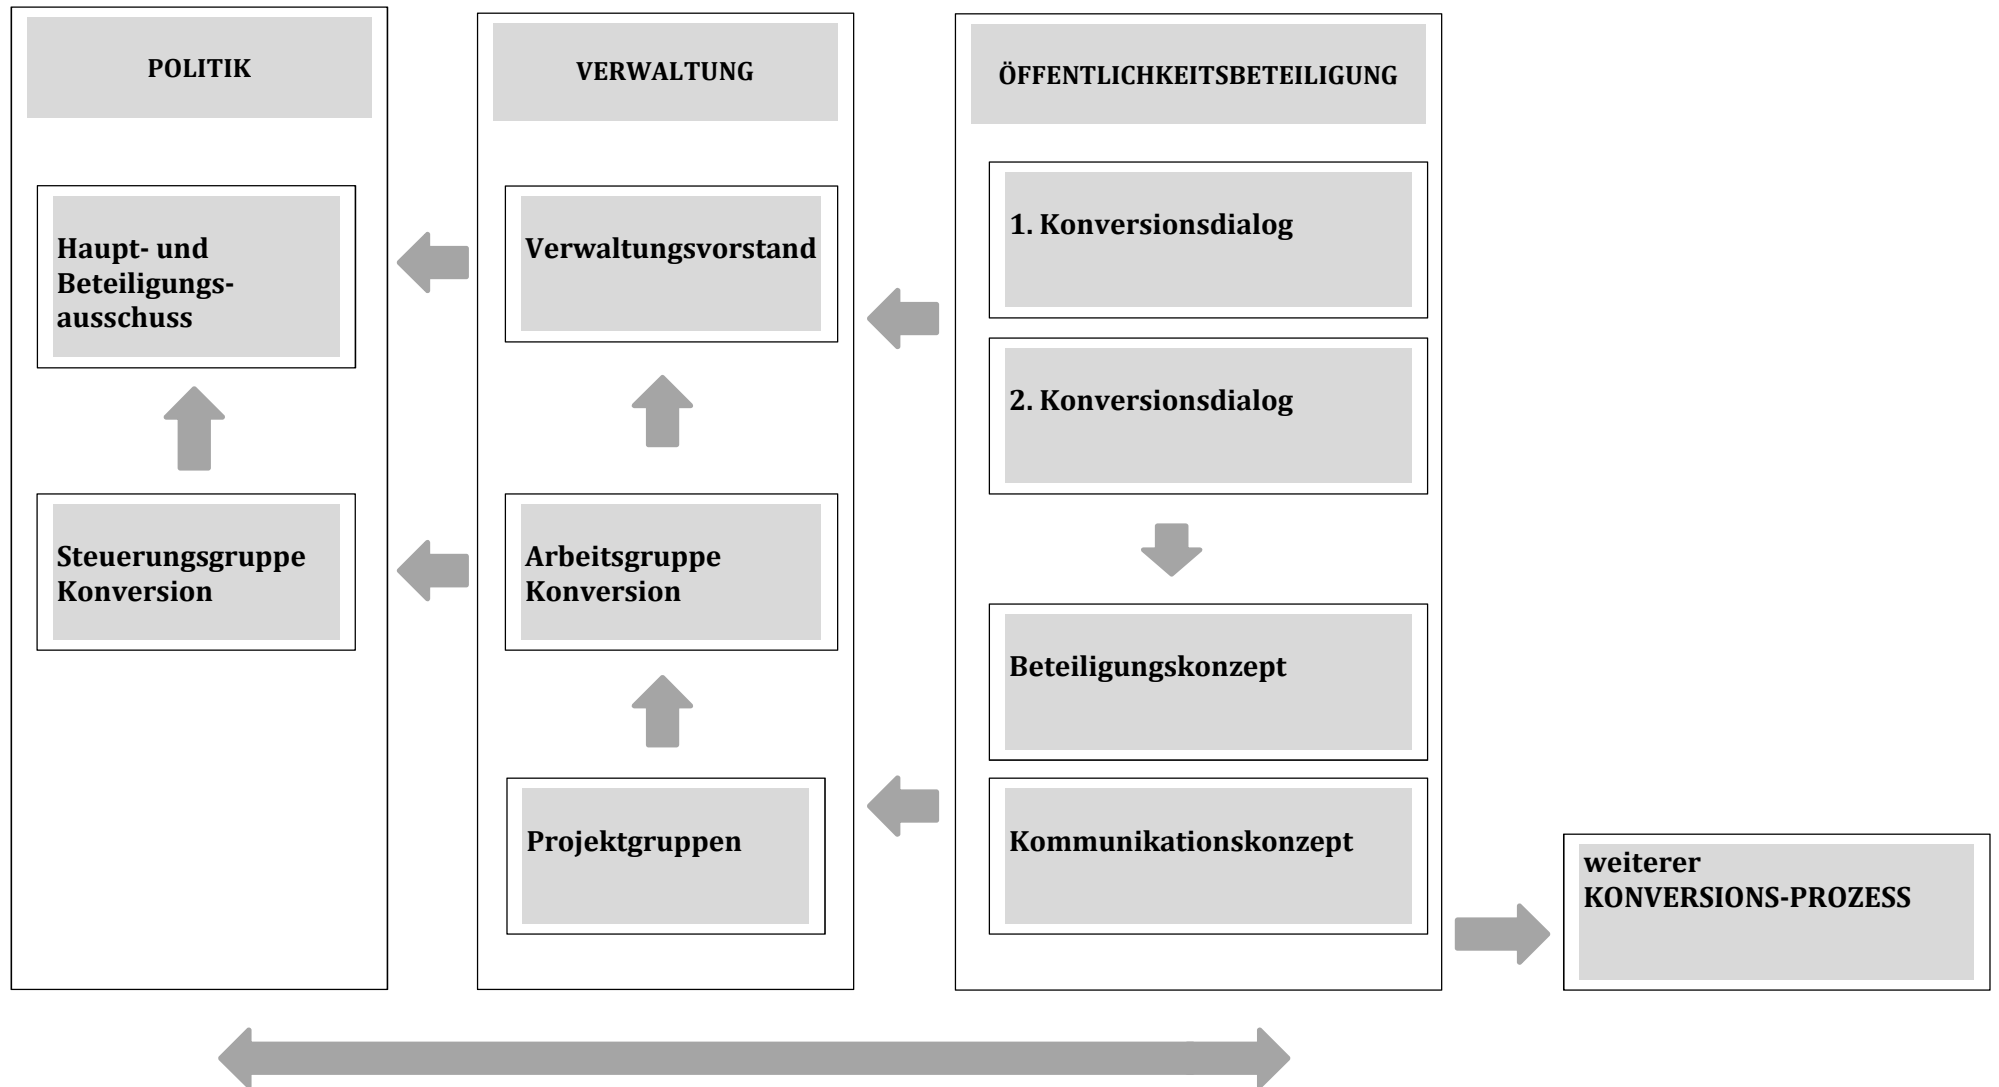 POLITIK
Haupt- und
Beteiligungs-
ausschuss
Steuerungsgruppe
Konversion
VERWALTUNG
Verwaltungsvorstand
Arbeitsgruppe
Konversion
Projektgruppen
ÖFFENTLICHKEITSBETEILIGUNG
1. Konversionsdialog
2. Konversionsdialog
Beteiligungskonzept
Kommunikationskonzept
weiterer
KONVERSIONS-PROZESS